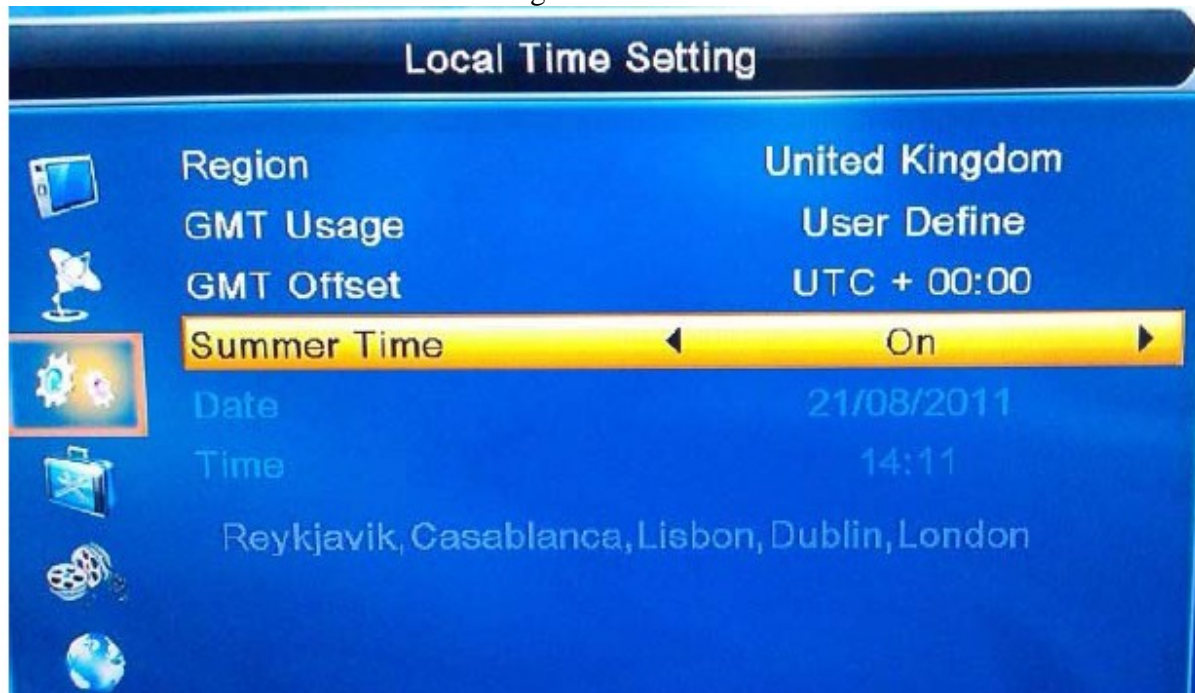 Local Time Setting
Region United Kingdom
GMT Usage User Define
GMT Offset UTC + 00:00
Summer Time On
Date 21/08/2011
Time 14:11
Reykjavik, Casablanca, Lisbon, Dublin, London